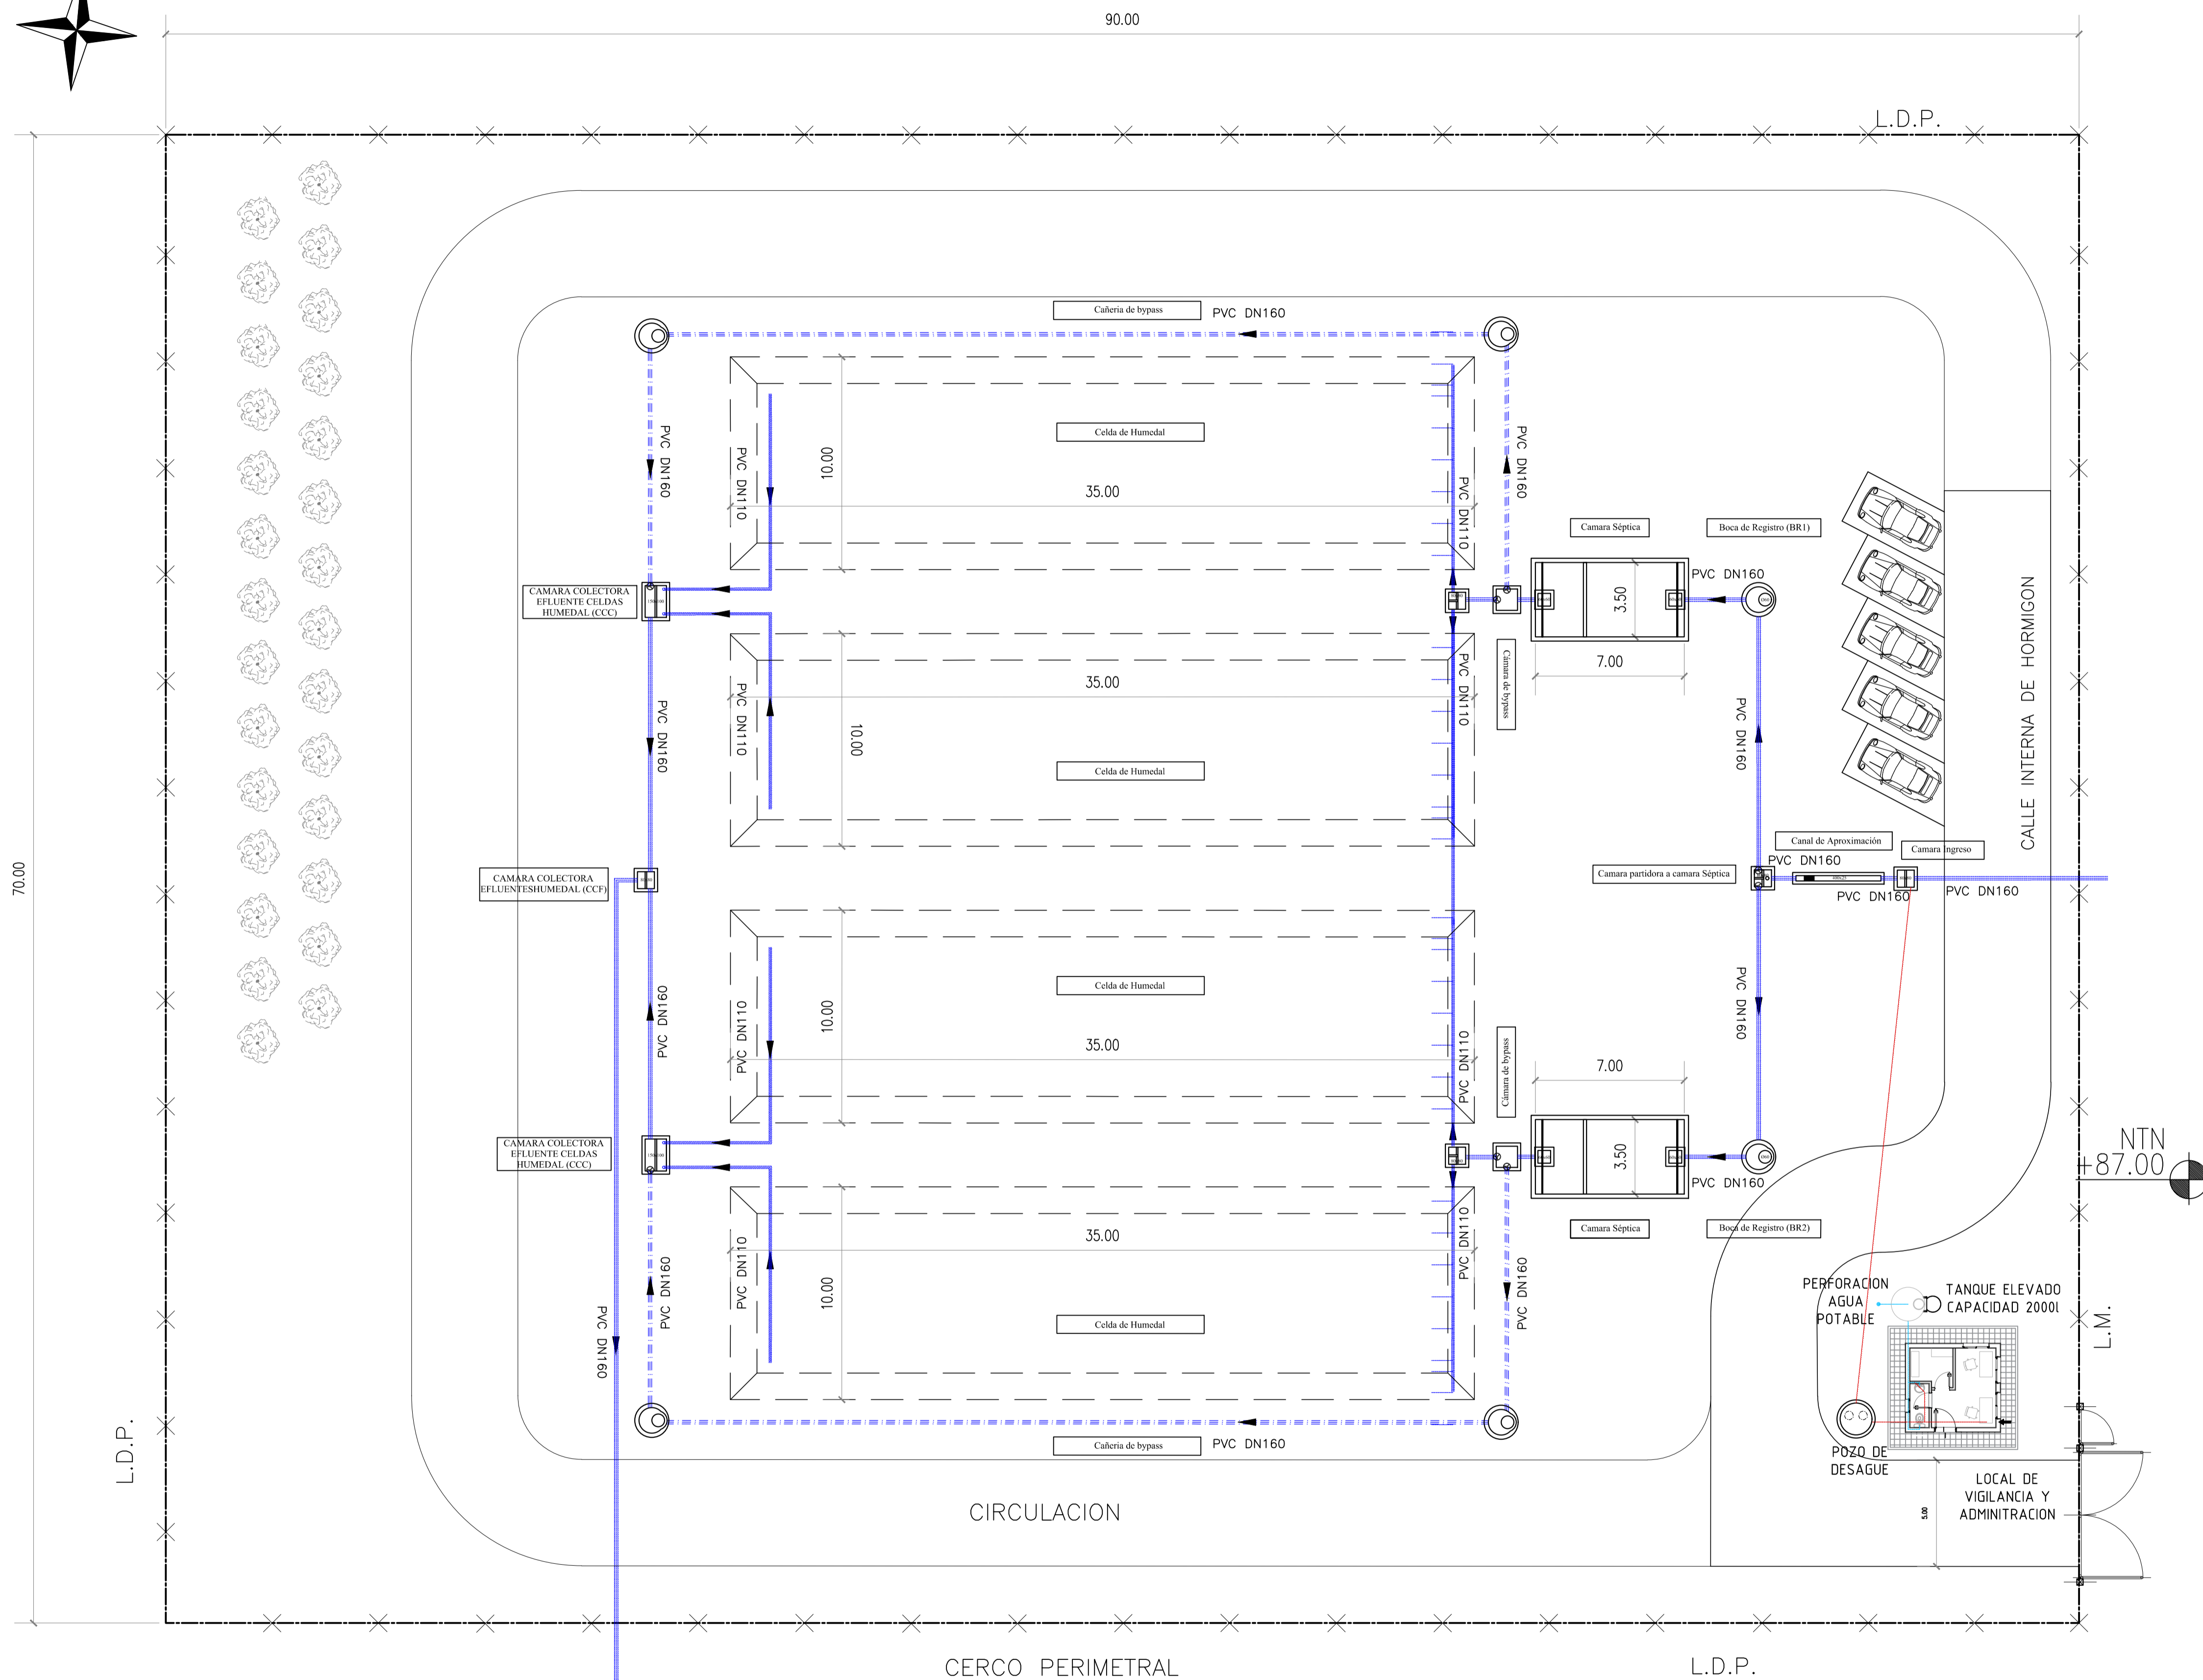 90.00
L.D.P.
Cañeria de bypass
PVC DN160
PVC DN160
PVC DN110
10.00
Celda de Humedal
35.00
PVC DN110
PVC DN160
Camara Séptica
Boca de Registro (BR1)
3.50
7.00
PVC DN160
CAMARA COLECTORA
EFLUENTE CELDAS
HUMEDAL (CCC)
PVC DN160
PVC DN110
35.00
10.00
Celda de Humedal
PVC DN110
Cámara de bypass
PVC DN160
CALLE INTERNA DE HORMIGON
70.00
CAMARA COLECTORA
EFLUENTESHUMEDAL (CCF)
Camara partidora a camara Séptica
Canal de Aproximación
Camara Ingreso
PVC DN160
PVC DN160
PVC DN160
PVC DN160
PVC DN110
Celda de Humedal
10.00
35.00
PVC DN110
Cámara de bypass
PVC DN160
7.00
3.50
PVC DN160
CAMARA COLECTORA
EFLUENTE CELDAS
HUMEDAL (CCC)
Camara Séptica
Boca de Registro (BR2)
NTN
+87.00
PVC DN160
PVC DN160
PVC DN110
35.00
10.00
Celda de Humedal
PVC DN110
PVC DN160
PERFORACION
AGUA
POTABLE
TANQUE ELEVADO
CAPACIDAD 2000l
L.M.
Cañeria de bypass
PVC DN160
POZO DE
DESAGUE
LOCAL DE
VIGILANCIA Y
ADMINITRACION
5.00
L.D.P.
CIRCULACION
CERCO PERIMETRAL
L.D.P.